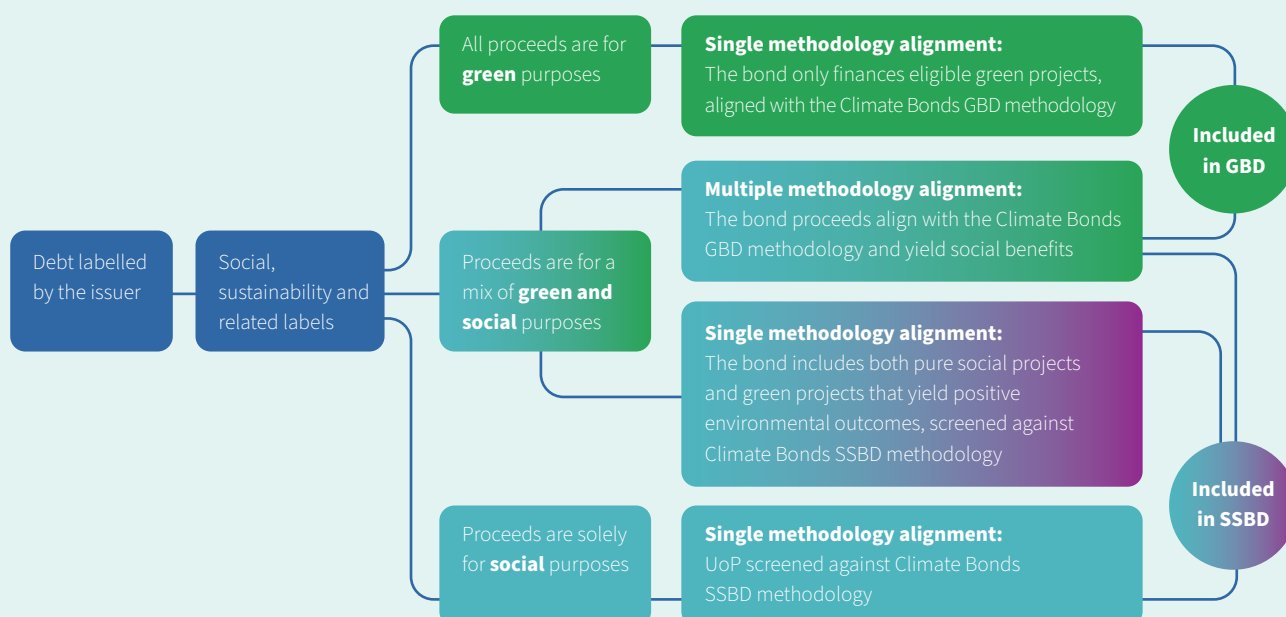 Debt labelled
by the issuer
Social,
sustainability and
related labels
All proceeds are for
green purposes
Single methodology alignment:
The bond only finances eligible green projects,
aligned with the Climate Bonds GBD methodology
Included
in GBD
Proceeds are for a
mix of green and
social purposes
Multiple methodology alignment:
The bond proceeds align with the Climate Bonds
GBD methodology and yield social benefits
Single methodology alignment:
The bond includes both pure social projects
and green projects that yield positive
environmental outcomes, screened against
Climate Bonds SSBD methodology
Included
in SSBD
Proceeds are solely
for social purposes
Single methodology alignment:
UoP screened against Climate Bonds
SSBD methodology